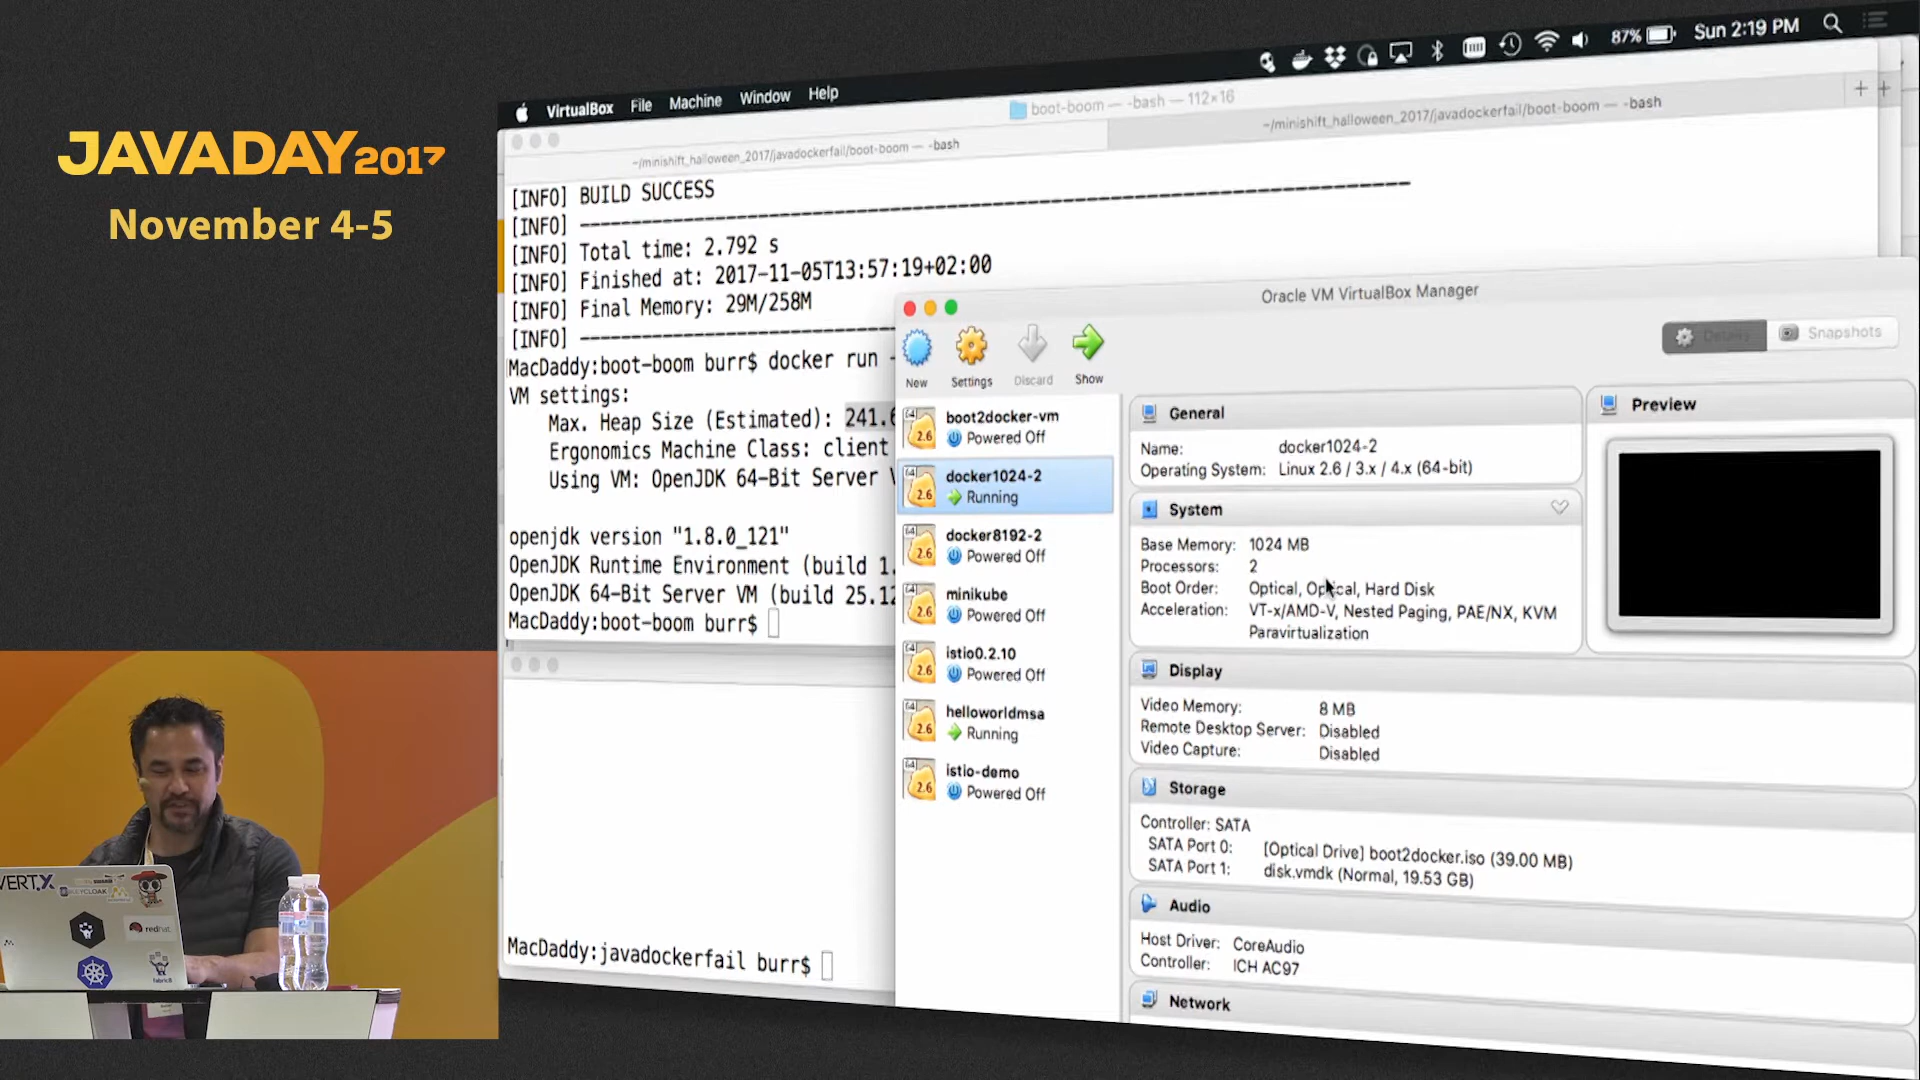 JAVADAY 2017
November 4-5
VirtualBox File Machine Window Help
87% Sun 2:19 PM
boot-boom — -bash — 112×16
~/minishift_halloween_2017/javadockerfail/boot-boom — -bash
~/minishift_halloween_2017/javadockerfail/boot-boom — -bash
[INFO] BUILD SUCCESS
[INFO] ------------------------------------------------------------------------
[INFO] Total time: 2.792 s
[INFO] Finished at: 2017-11-05T13:57:19+02:00
[INFO] Final Memory: 29M/258M
[INFO] ------------------------
MacDaddy:boot-boom burr$ docker run -
VM settings:
Max. Heap Size (Estimated): 241.6
Ergonomics Machine Class: client
Using VM: OpenJDK 64-Bit Server V
openjdk version "1.8.0_121"
OpenJDK Runtime Environment (build 1.
OpenJDK 64-Bit Server VM (build 25.12
MacDaddy:boot-boom burr$
MacDaddy:javadockerfail burr$
Oracle VM VirtualBox Manager
New Settings Discard Show
Details Snapshots
boot2docker-vm
Powered Off
docker1024-2
Running
docker8192-2
Powered Off
minikube
Powered Off
istio0.2.10
Powered Off
helloworldmsa
Running
istio-demo
Powered Off
General
Name: docker1024-2
Operating System: Linux 2.6 / 3.x / 4.x (64-bit)
System
Base Memory: 1024 MB
Processors: 2
Boot Order: Optical, Optical, Hard Disk
Acceleration: VT-x/AMD-V, Nested Paging, PAE/NX, KVM
Paravirtualization
Preview
Display
Video Memory: 8 MB
Remote Desktop Server: Disabled
Video Capture: Disabled
Storage
Controller: SATA
SATA Port 0: [Optical Drive] boot2docker.iso (39.00 MB)
SATA Port 1: disk.vmdk (Normal, 19.53 GB)
Audio
Host Driver: CoreAudio
Controller: ICH AC97
Network
VERT.X
redhat
fabric8